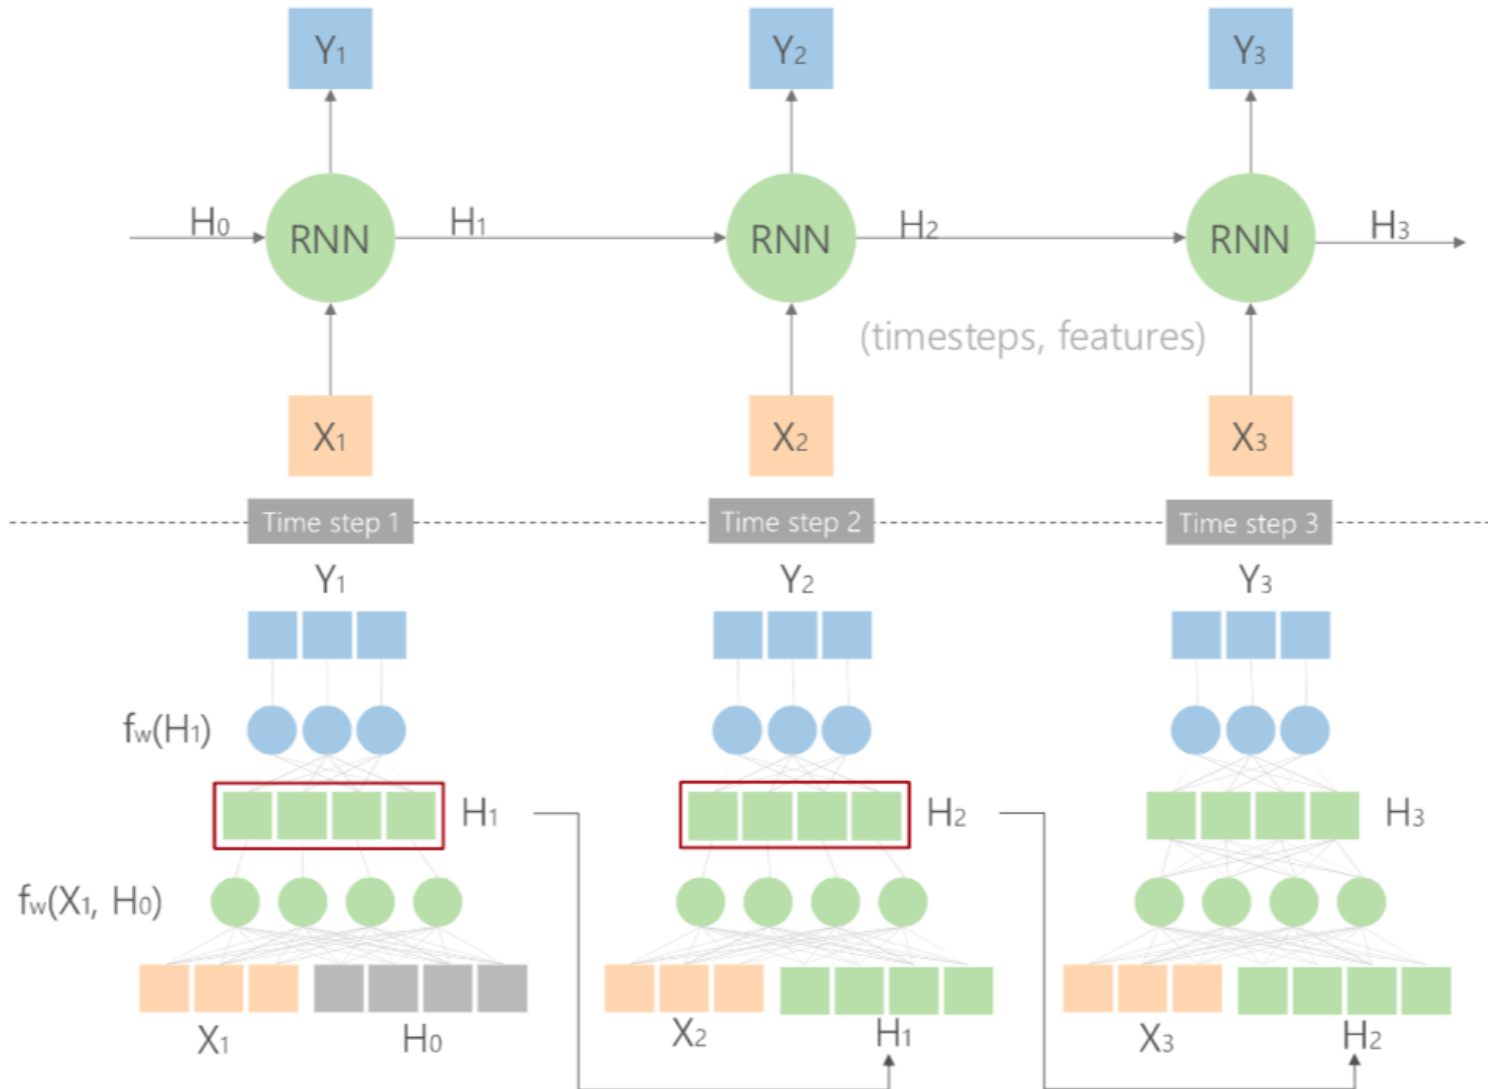 Y1 Y2 Y3
H0 RNN H1 RNN H2 RNN H3
(timesteps, features)
X1 X2 X3
Time step 1 Time step 2 Time step 3
Y1 Y2 Y3
fw(H1)
H1 H2 H3
fw(X1, H0)
X1 H0 X2 H1 X3 H2